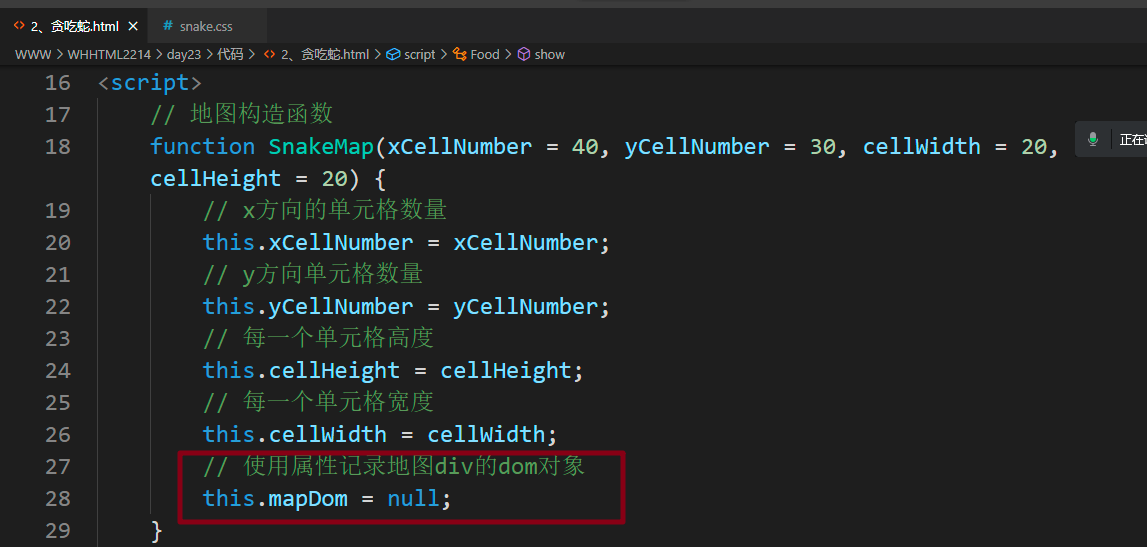 2、贪吃蛇.html
snake.css
WWW > WHHTML2214 > day23 > 代码 > 2、贪吃蛇.html > script > Food > show
16 <script>
17 // 地图构造函数
18 function SnakeMap(xCellNumber = 40, yCellNumber = 30, cellWidth = 20,
cellHeight = 20) {
19 // x方向的单元格数量
20 this.xCellNumber = xCellNumber;
21 // y方向单元格数量
22 this.yCellNumber = yCellNumber;
23 // 每一个单元格高度
24 this.cellHeight = cellHeight;
25 // 每一个单元格宽度
26 this.cellWidth = cellWidth;
27 // 使用属性记录地图div的dom对象
28 this.mapDom = null;
29 }
正在